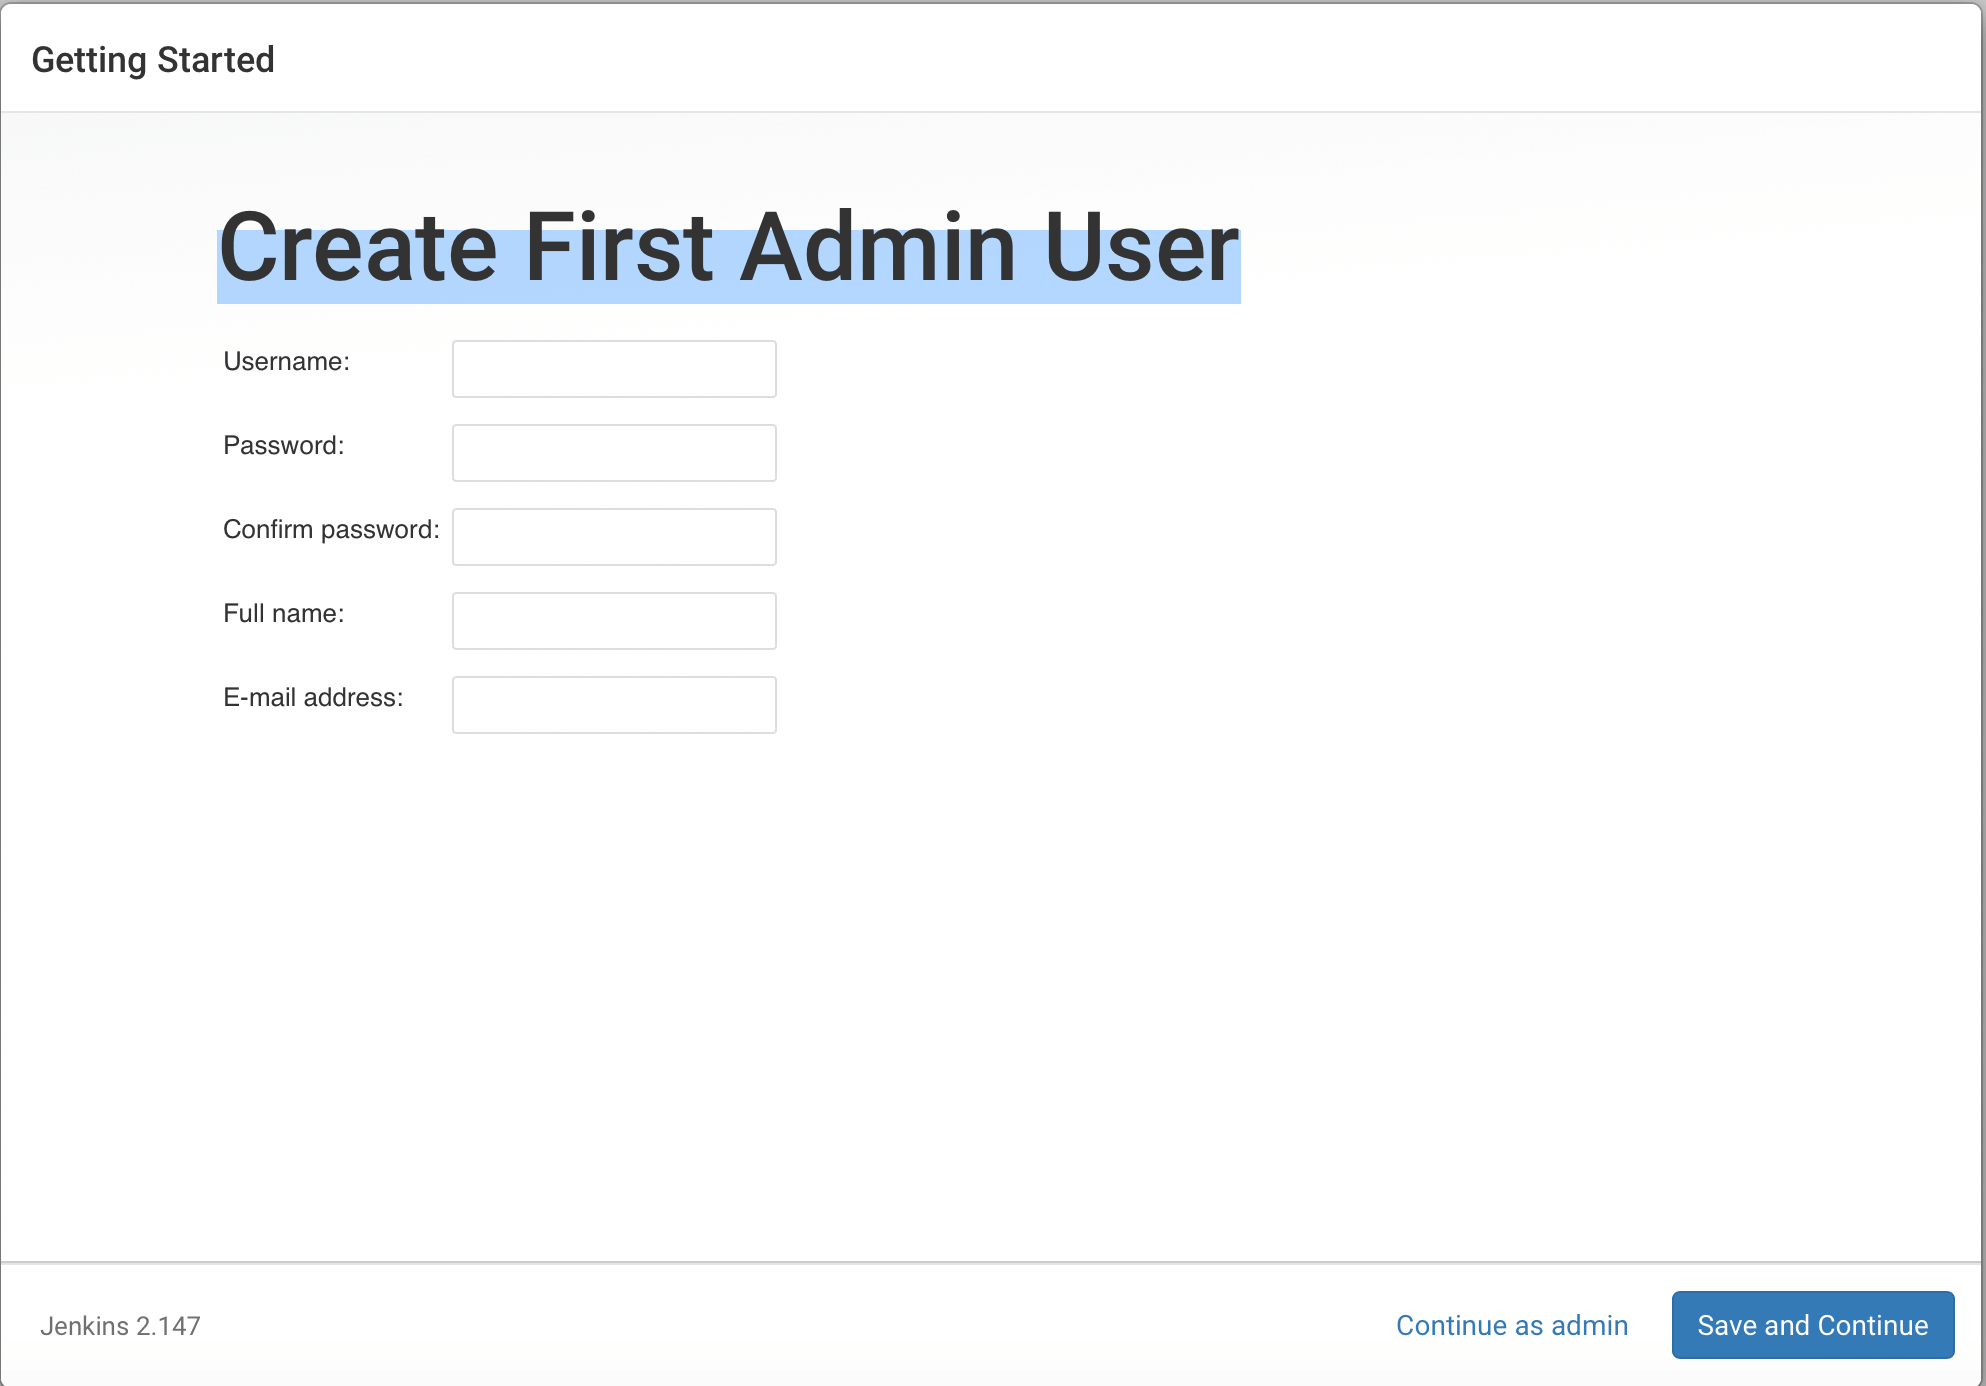 Getting Started
Create First Admin User
Username:
Password:
Confirm password:
Full name:
E-mail address:
Jenkins 2.147
Continue as admin
Save and Continue